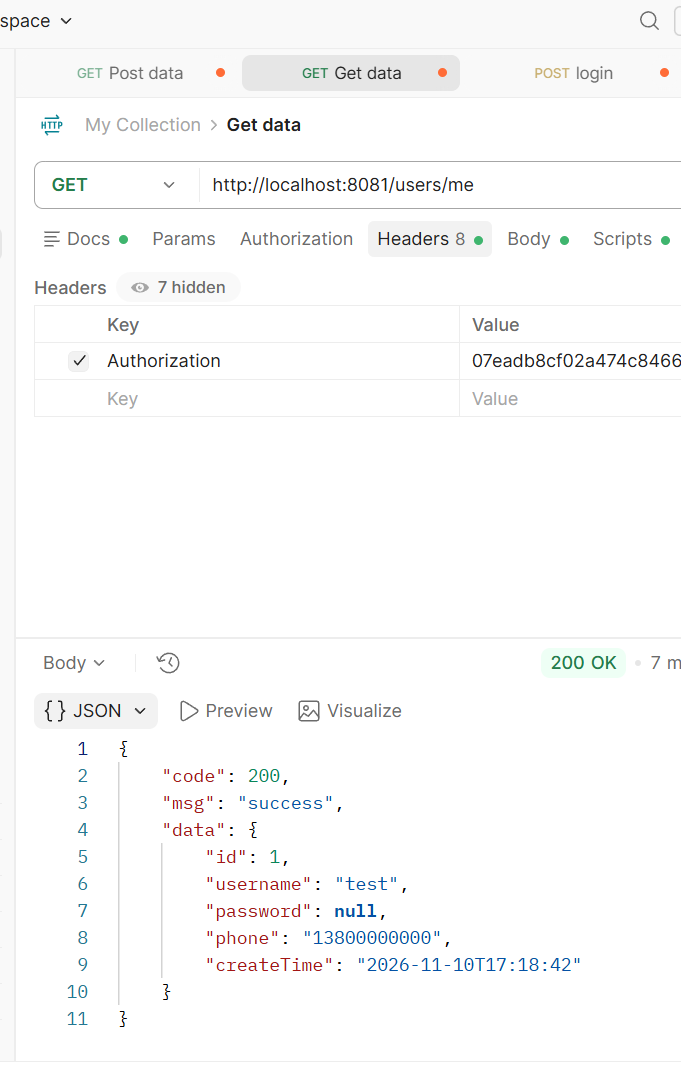 space
GET Post data
GET Get data
POST login
HTTP My Collection > Get data
GET http://localhost:8081/users/me
Docs Params Authorization Headers 8 Body Scripts
Headers 7 hidden
Key Value
Authorization 07eadb8cf02a474c8466
Key Value
Body 200 OK 7 m
{} JSON Preview Visualize
1 {
2 "code": 200,
3 "msg": "success",
4 "data": {
5 "id": 1,
6 "username": "test",
7 "password": null,
8 "phone": "13800000000",
9 "createTime": "2026-11-10T17:18:42"
10 }
11 }